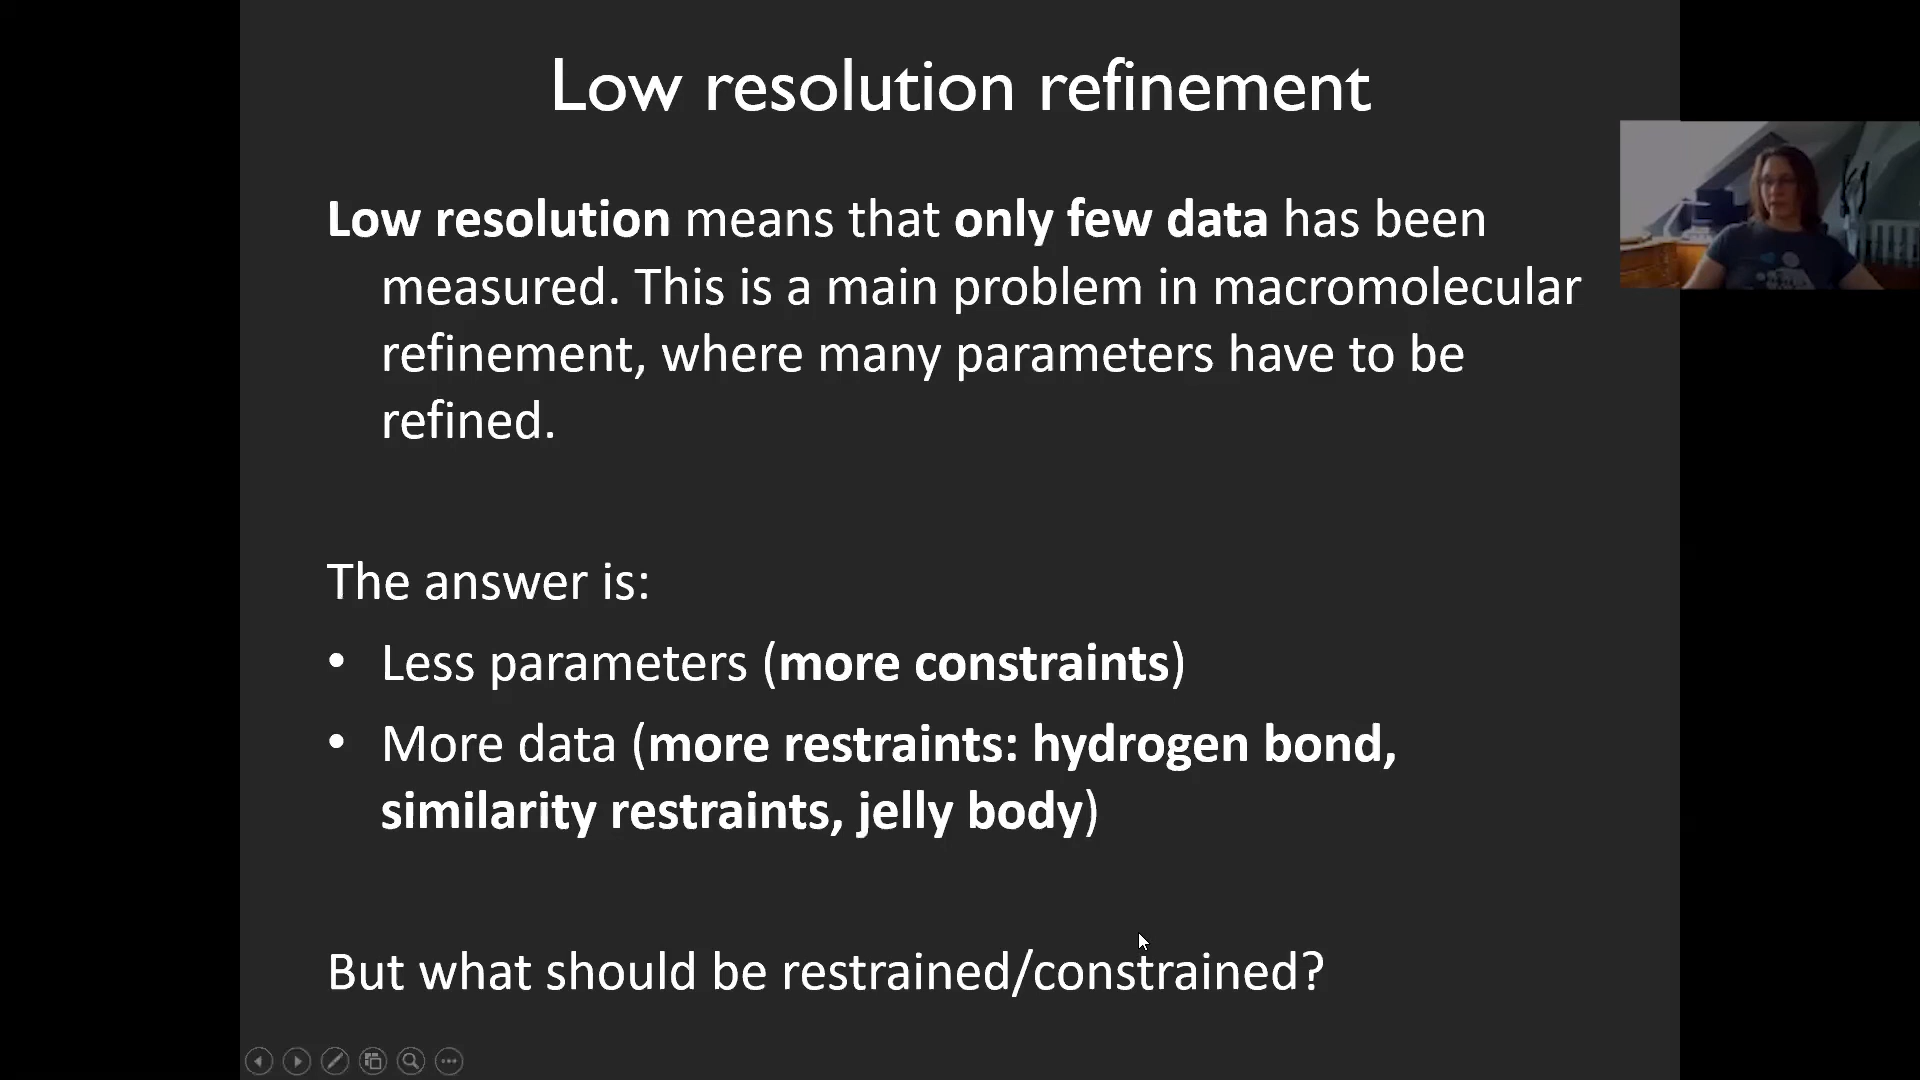 Low resolution refinement
Low resolution means that only few data has been
measured. This is a main problem in macromolecular
refinement, where many parameters have to be
refined.
The answer is:
• Less parameters (more constraints)
• More data (more restraints: hydrogen bond,
similarity restraints, jelly body)
But what should be restrained/constrained?